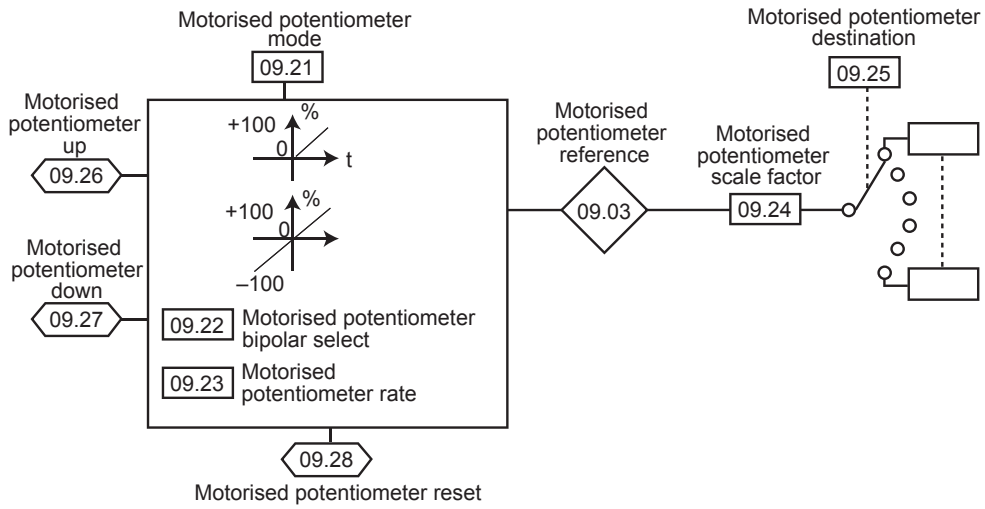 Motorised potentiometer
mode
09.21
Motorised potentiometer
destination
09.25
Motorised
potentiometer
up
09.26
%
+100
0
t
Motorised
potentiometer
reference
09.03
Motorised
potentiometer
scale factor
09.24
%
+100
0
–100
Motorised
potentiometer
down
09.27
09.22
Motorised potentiometer
bipolar select
09.23
Motorised
potentiometer rate
09.28
Motorised potentiometer reset